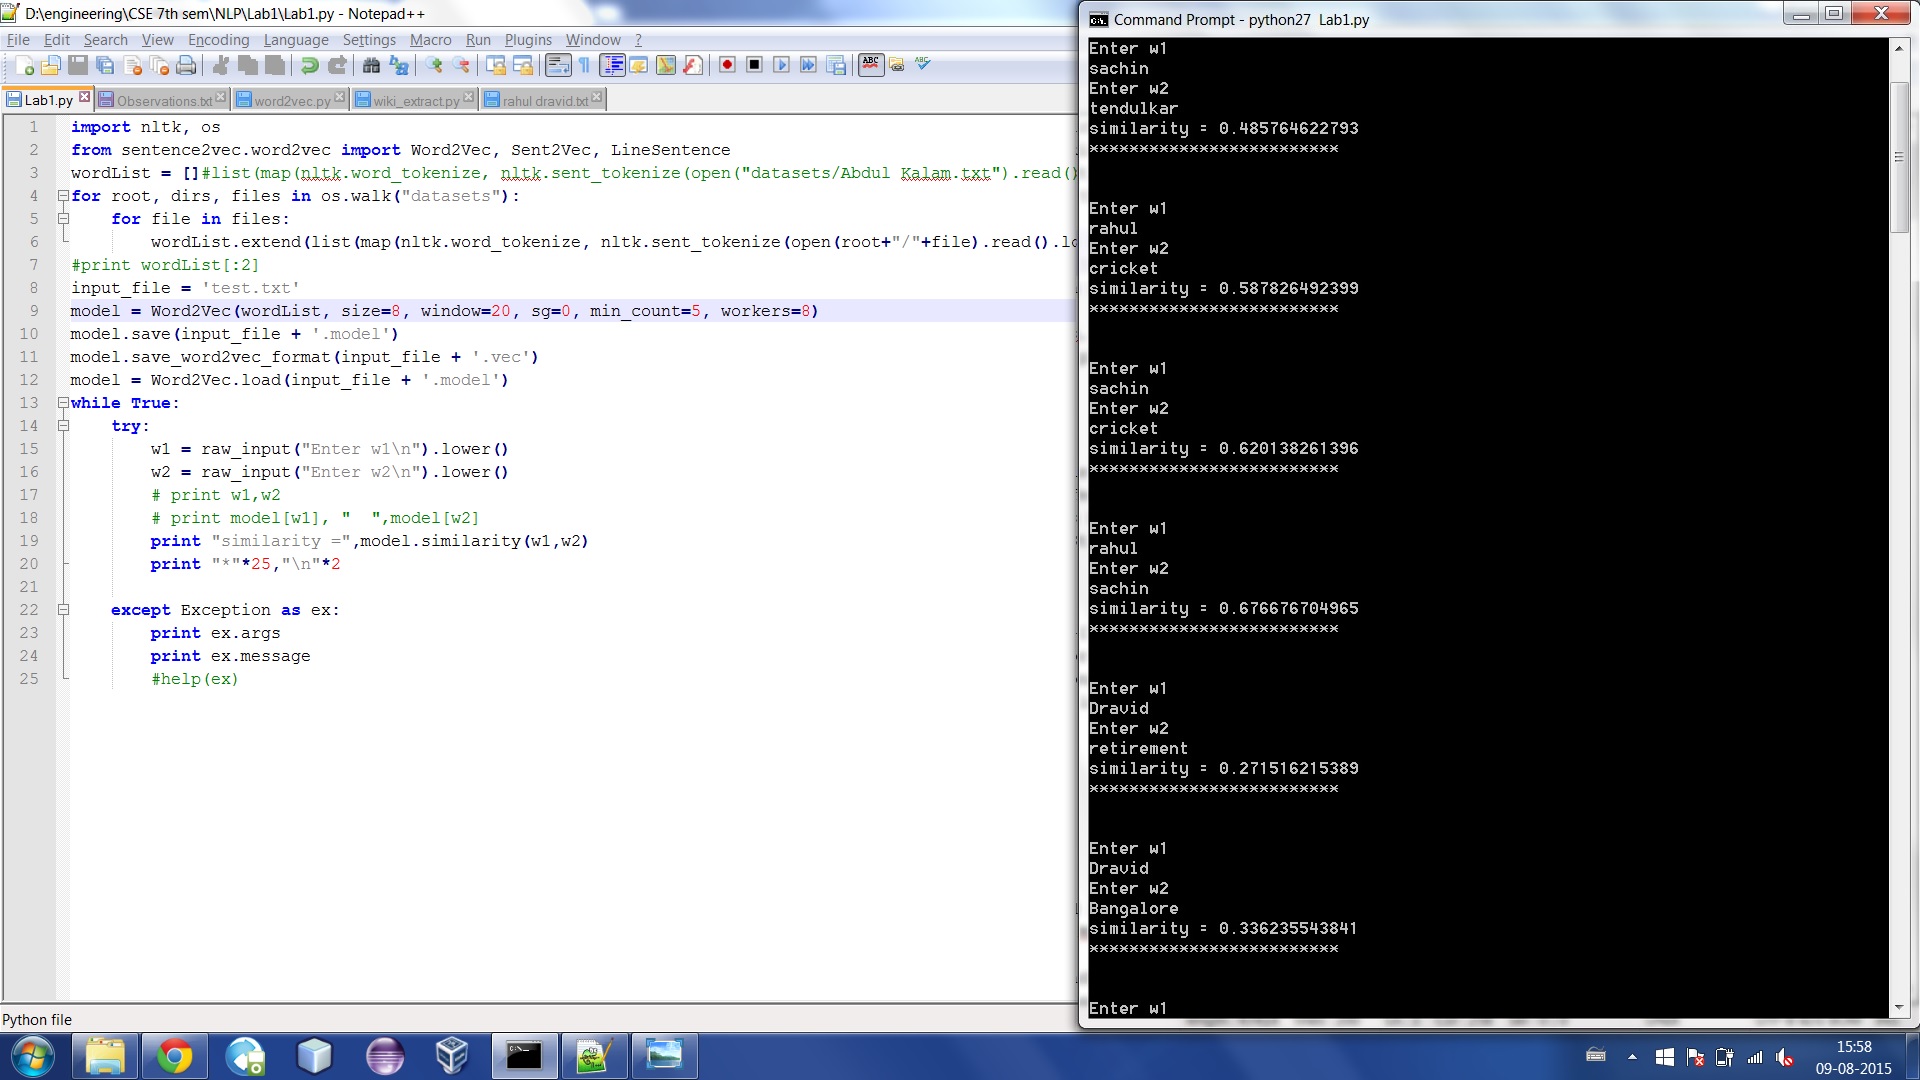 D:\engineering\CSE 7th sem\NLP\Lab1\Lab1.py - Notepad++
File Edit Search View Encoding Language Settings Macro Run Plugins Window ?
Lab1.py Observations.txt word2vec.py wiki_extract.py rahul dravid.txt
1 import nltk, os
2 from sentence2vec.word2vec import Word2Vec, Sent2Vec, LineSentence
3 wordList = []#list(map(nltk.word_tokenize, nltk.sent_tokenize(open("datasets/Abdul Kalam.txt").read()
4 for root, dirs, files in os.walk("datasets"):
5     for file in files:
6         wordList.extend(list(map(nltk.word_tokenize, nltk.sent_tokenize(open(root+"/"+file).read().lo
7 #print wordList[:2]
8 input_file = 'test.txt'
9 model = Word2Vec(wordList, size=8, window=20, sg=0, min_count=5, workers=8)
10 model.save(input_file + '.model')
11 model.save_word2vec_format(input_file + '.vec')
12 model = Word2Vec.load(input_file + '.model')
13 while True:
14     try:
15         w1 = raw_input("Enter w1\n").lower()
16         w2 = raw_input("Enter w2\n").lower()
17         # print w1,w2
18         # print model[w1], "  ",model[w2]
19         print "similarity =",model.similarity(w1,w2)
20         print "*"*25,"\n"*2
21
22     except Exception as ex:
23         print ex.args
24         print ex.message
25         #help(ex)
Python file
Command Prompt - python27  Lab1.py
Enter w1
sachin
Enter w2
tendulkar
similarity = 0.485764622793
*************************
Enter w1
rahul
Enter w2
cricket
similarity = 0.587826492399
*************************
Enter w1
sachin
Enter w2
cricket
similarity = 0.620138261396
*************************
Enter w1
rahul
Enter w2
sachin
similarity = 0.676676704965
*************************
Enter w1
Dravid
Enter w2
retirement
similarity = 0.271516215389
*************************
Enter w1
Dravid
Enter w2
Bangalore
similarity = 0.336235543841
*************************
Enter w1
15:58
09-08-2015